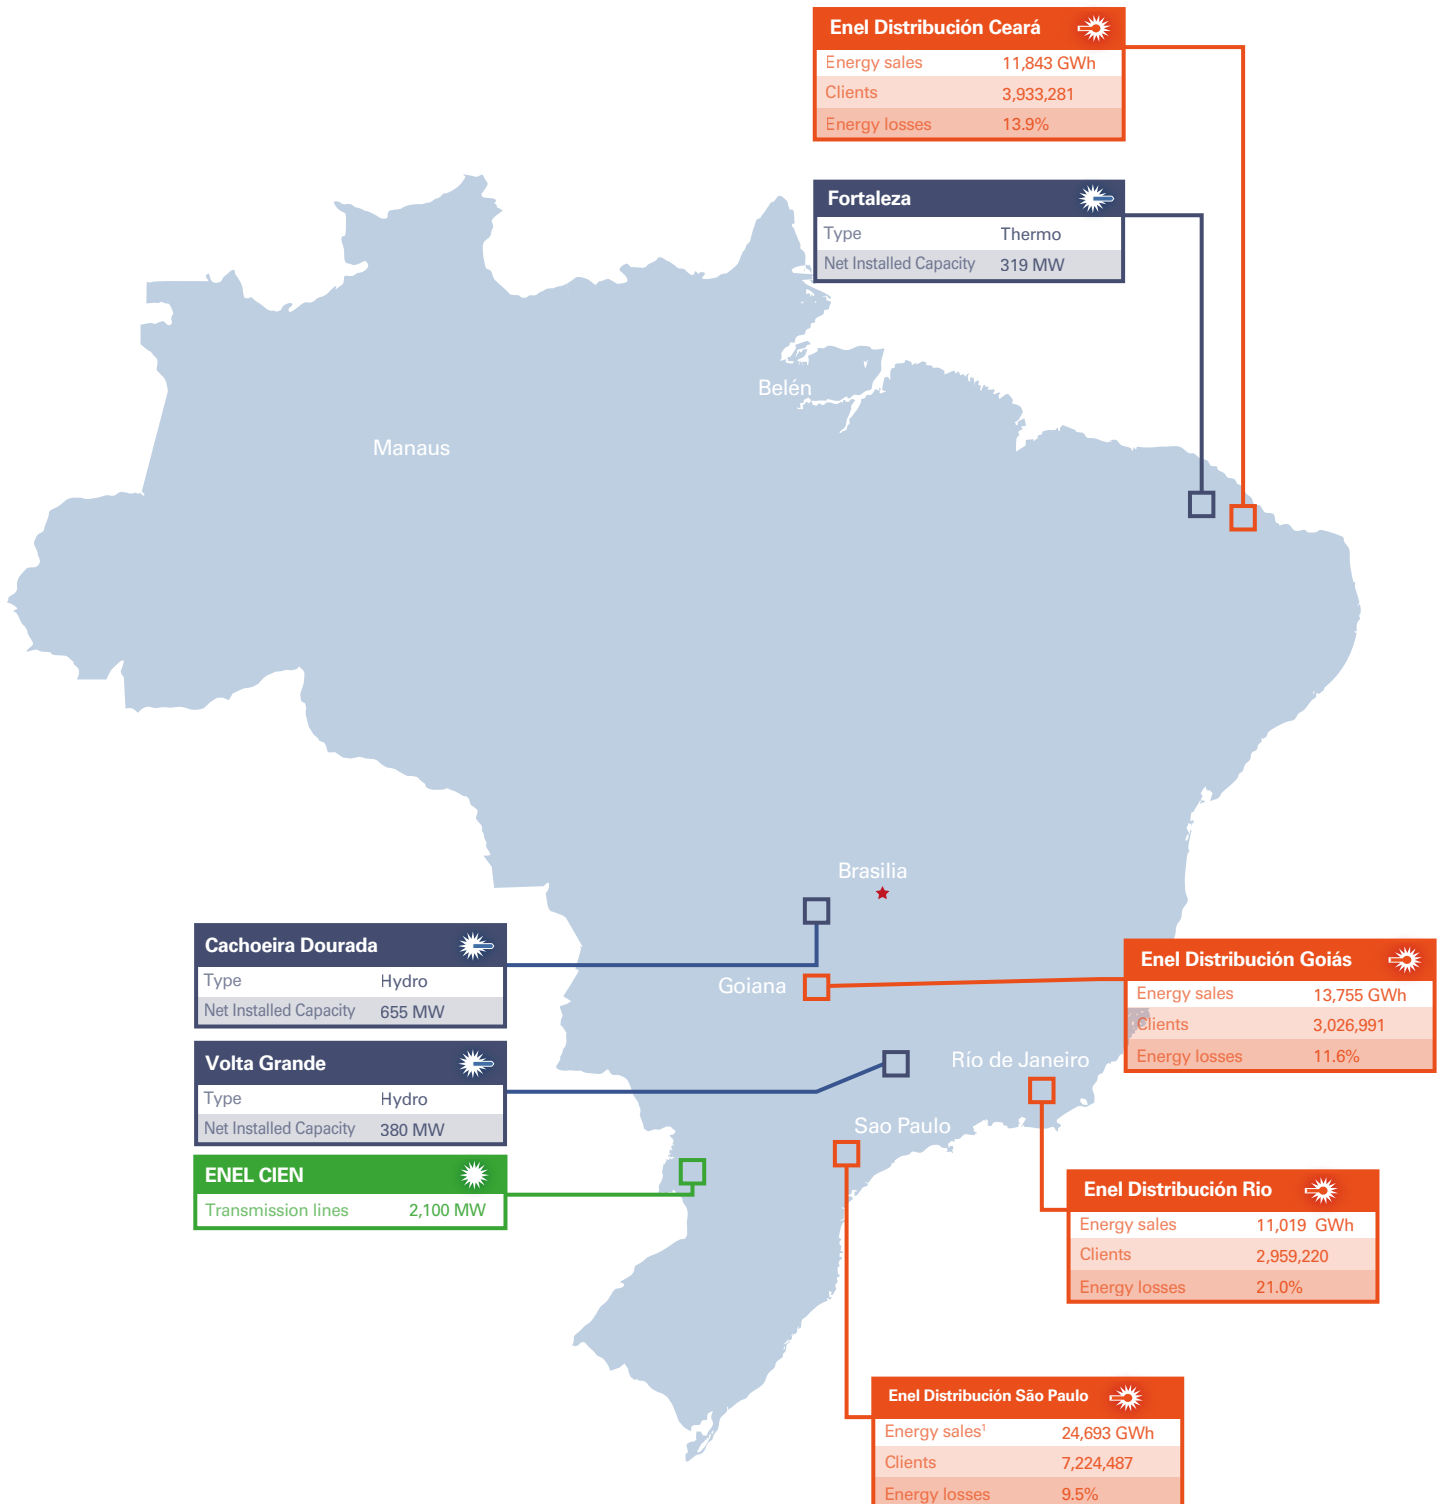 Enel Distribución Ceará
Energy sales 11,843 GWh
Clients 3,933,281
Energy losses 13.9%
Fortaleza
Type Thermo
Net Installed Capacity 319 MW
Belén
Manaus
Brasilia
Cachoeira Dourada
Type Hydro
Net Installed Capacity 655 MW
Goiana
Enel Distribución Goiás
Energy sales 13,755 GWh
Clients 3,026,991
Energy losses 11.6%
Volta Grande
Type Hydro
Net Installed Capacity 380 MW
Río de Janeiro
Sao Paulo
ENEL CIEN
Transmission lines 2,100 MW
Enel Distribución Rio
Energy sales 11,019 GWh
Clients 2,959,220
Energy losses 21.0%
Enel Distribución São Paulo
Energy sales¹ 24,693 GWh
Clients 7,224,487
Energy losses 9.5%